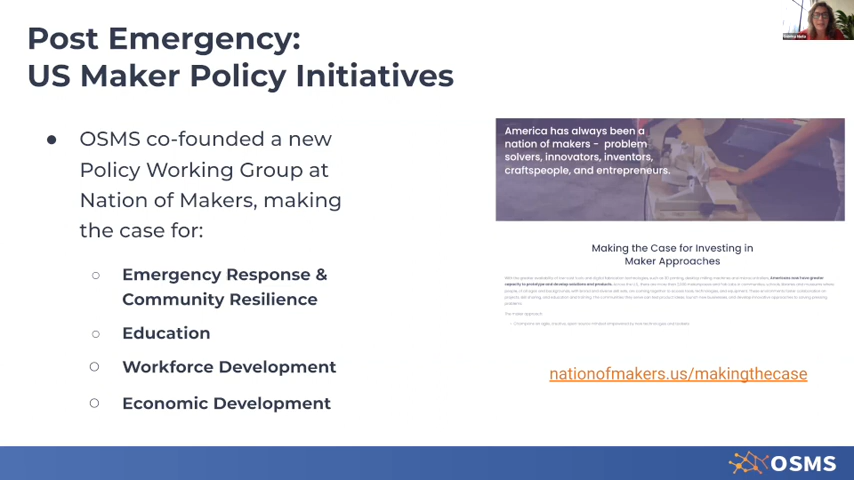 Post Emergency:
US Maker Policy Initiatives
● OSMS co-founded a new
Policy Working Group at
Nation of Makers, making
the case for:
○ Emergency Response &
Community Resilience
○ Education
○ Workforce Development
○ Economic Development
America has always been a
nation of makers - problem
solvers, innovators, inventors,
craftspeople, and entrepreneurs.
Making the Case for Investing in
Maker Approaches
nationofmakers.us/makingthecase
OSMS